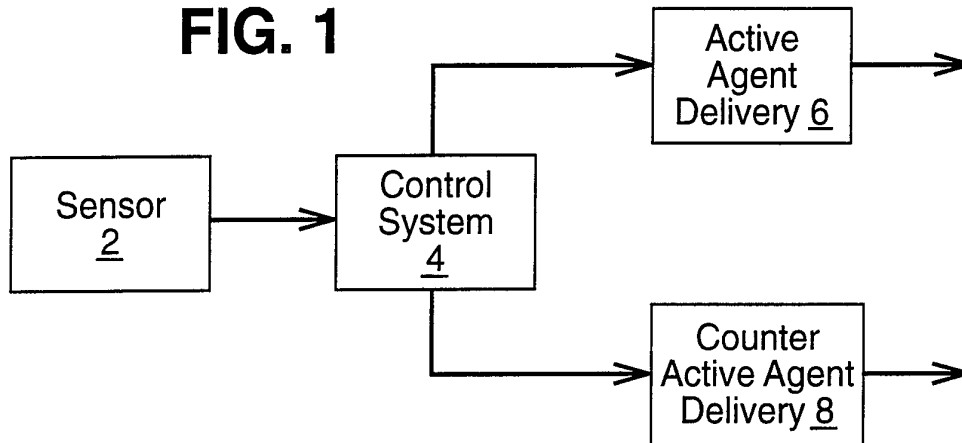 FIG. 1
Active
Agent
Delivery 6
Sensor
2
Control
System
4
Counter
Active Agent
Delivery 8